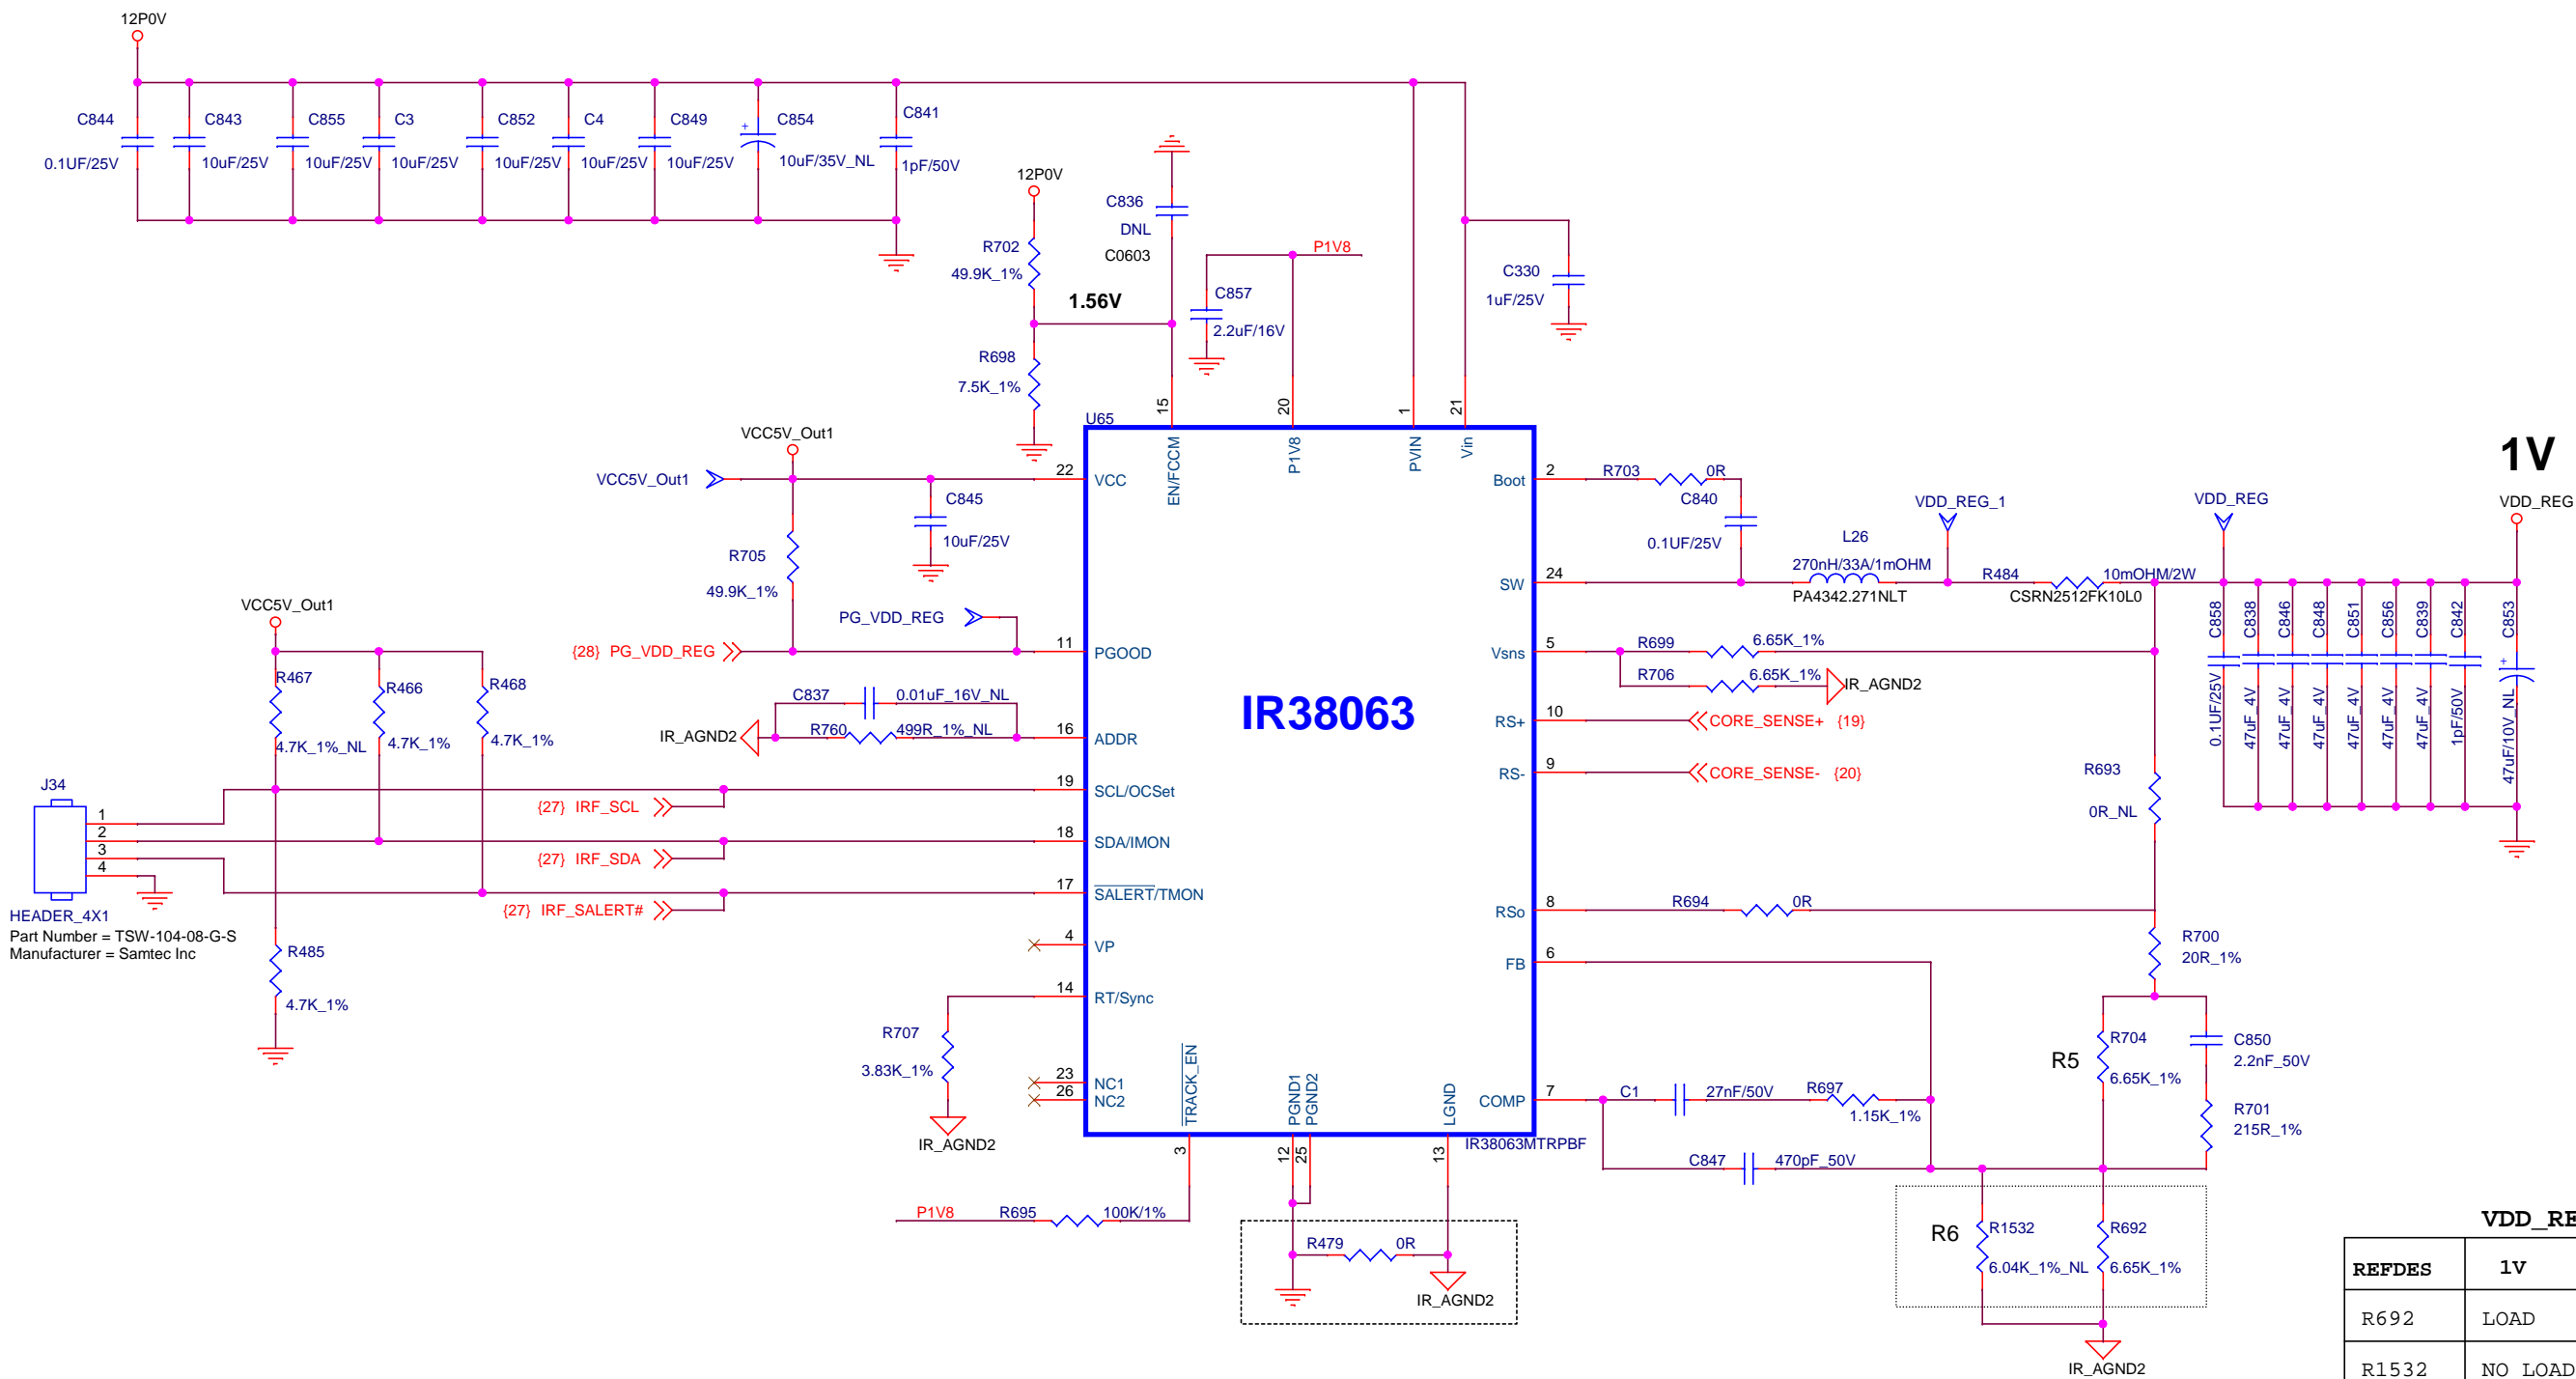 12P0V
C844
0.1UF/25V
C843
10uF/25V
C855
10uF/25V
C3
10uF/25V
C852
10uF/25V
C4
10uF/25V
C849
10uF/25V
+
C854
10uF/35V_NL
C841
1pF/50V
12P0V
R702
49.9K_1%
C836
DNL
C0603
1.56V
R698
7.5K_1%
P1V8
C857
2.2uF/16V
C330
1uF/25V
U65
15
20
1
21
EN/FCCM
P1V8
PVIN
Vin
VCC5V_Out1
VCC5V_Out1
22
VCC
C845
10uF/25V
R705
49.9K_1%
PG_VDD_REG
{28} PG_VDD_REG
11
PGOOD
VCC5V_Out1
R467
4.7K_1%_NL
R466
4.7K_1%
R468
4.7K_1%
C837
0.01uF_16V_NL
IR_AGND2
R760
499R_1%_NL
16
ADDR
J34
1
2
3
4
HEADER_4X1
Part Number = TSW-104-08-G-S
Manufacturer = Samtec Inc
{27} IRF_SCL
19
SCL/OCSet
{27} IRF_SDA
18
SDA/IMON
{27} IRF_SALERT#
17
SALERT/TMON
R485
4.7K_1%
4
VP
14
RT/Sync
R707
3.83K_1%
IR_AGND2
23
NC1
26
NC2
IR38063
TRACK_EN
PGND1
PGND2
LGND
3
12
25
13
IR38063MTRPBF
P1V8
R695
100K/1%
R479
0R
IR_AGND2
Boot
2
R703
0R
C840
0.1UF/25V
SW
24
L26
270nH/33A/1mOHM
PA4342.271NLT
VDD_REG_1
R484
10mOHM/2W
CSRN2512FK10L0
VDD_REG
1V
VDD_REG
Vsns
5
R699
6.65K_1%
R706
6.65K_1%
IR_AGND2
RS+
10
CORE_SENSE+ {19}
RS-
9
CORE_SENSE- {20}
C858
0.1UF/25V
C838
47uF_4V
C846
47uF_4V
C848
47uF_4V
C851
47uF_4V
C856
47uF_4V
C839
47uF_4V
C842
1pF/50V
C853
+
47uF/10V_NL
R693
0R_NL
RSo
8
R694
0R
R700
20R_1%
FB
6
R5
R704
6.65K_1%
C850
2.2nF_50V
R701
215R_1%
COMP
7
C1
27nF/50V
R697
1.15K_1%
C847
470pF_50V
R6
R1532
6.04K_1%_NL
R692
6.65K_1%
IR_AGND2
REFDES
1V
R692
LOAD
R1532
NO LOAD